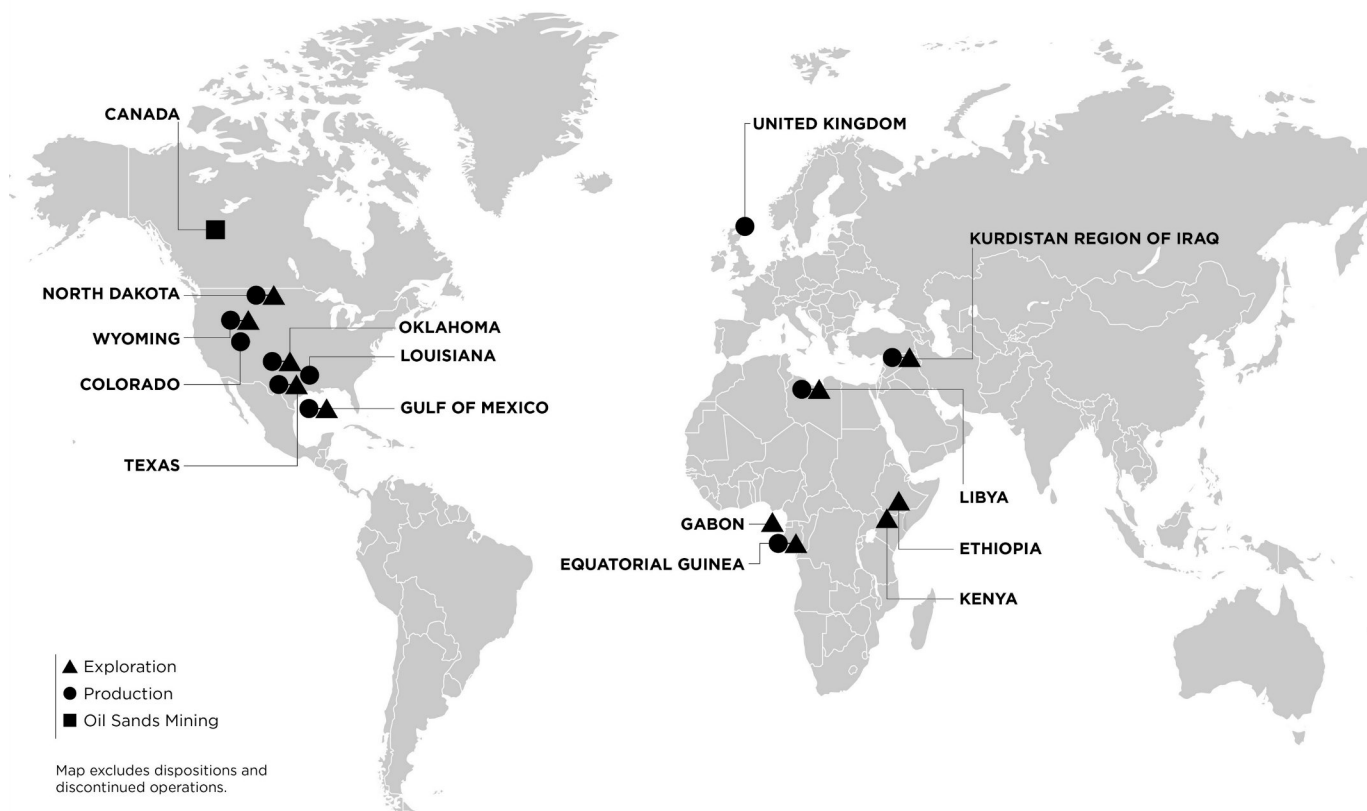 CANADA
UNITED KINGDOM
KURDISTAN REGION OF IRAQ
NORTH DAKOTA
OKLAHOMA
WYOMING
LOUISIANA
COLORADO
GULF OF MEXICO
TEXAS
LIBYA
GABON
ETHIOPIA
EQUATORIAL GUINEA
KENYA
Exploration
Production
Oil Sands Mining
Map excludes dispositions and
discontinued operations.